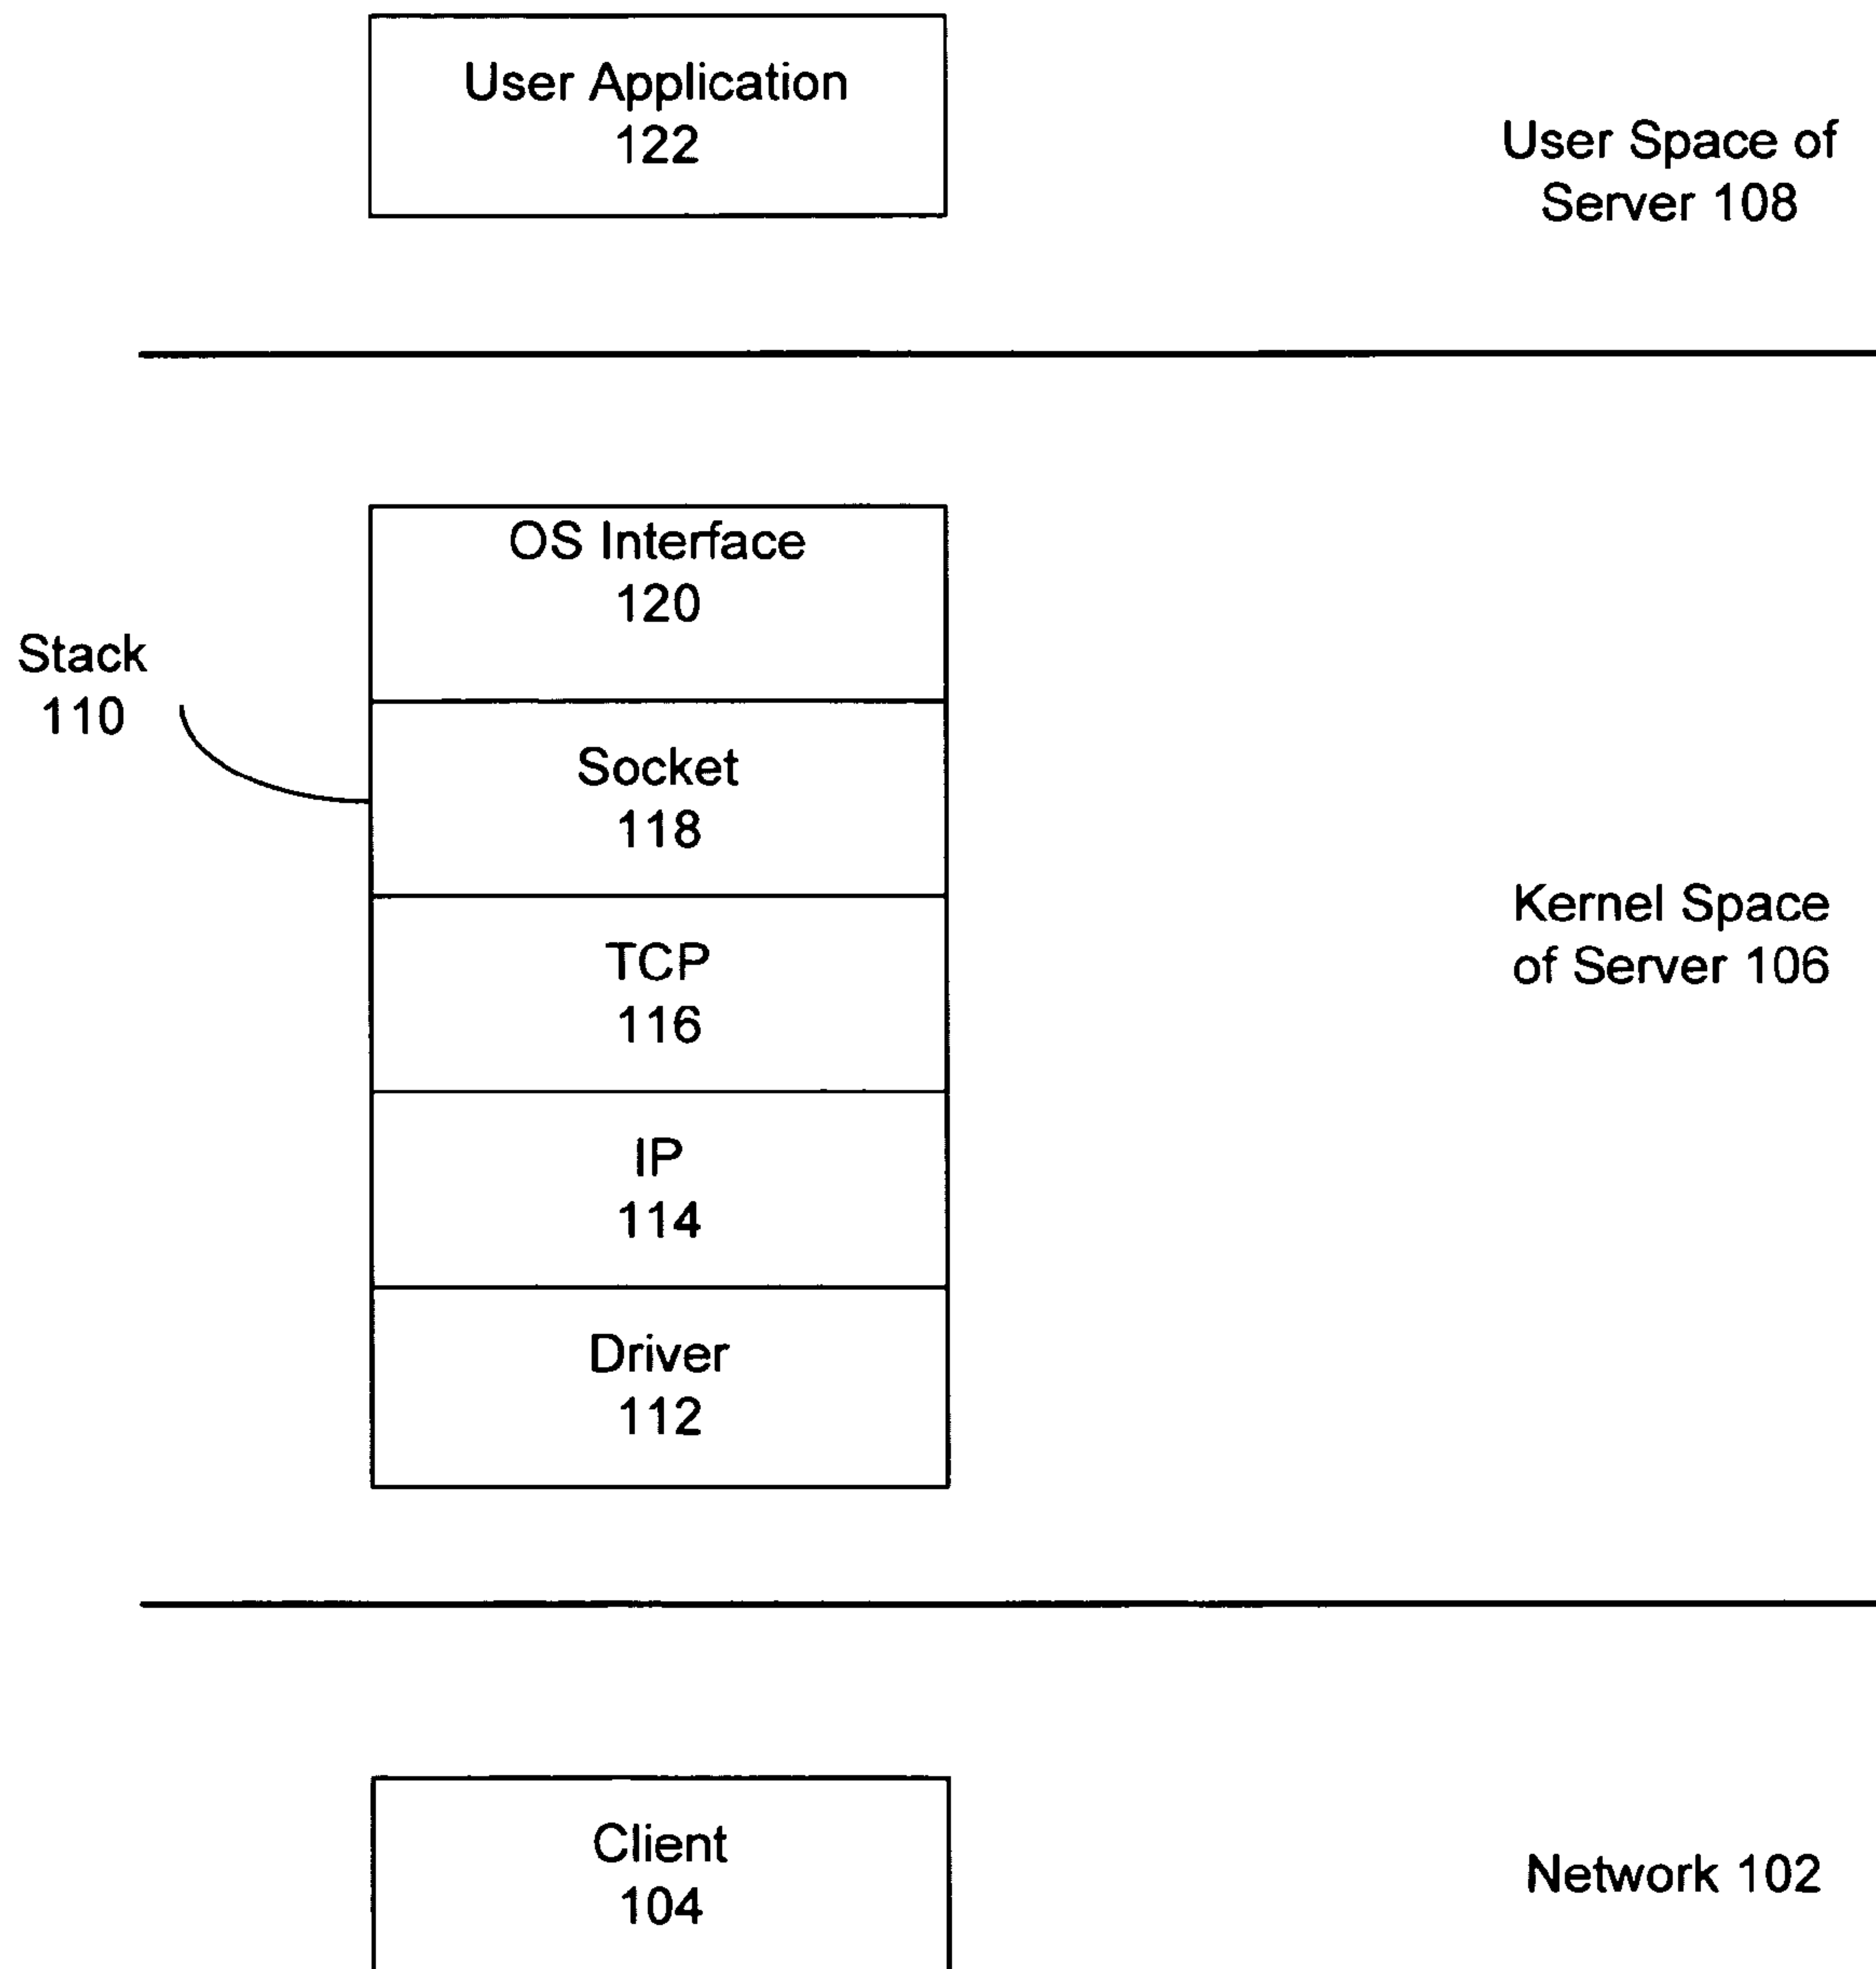 User Application
122
User Space of
Server 108
OS Interface
120
Stack
110
Socket
118
Kernel Space
of Server 106
TCP
116
IP
114
Driver
112
Client
104
Network 102